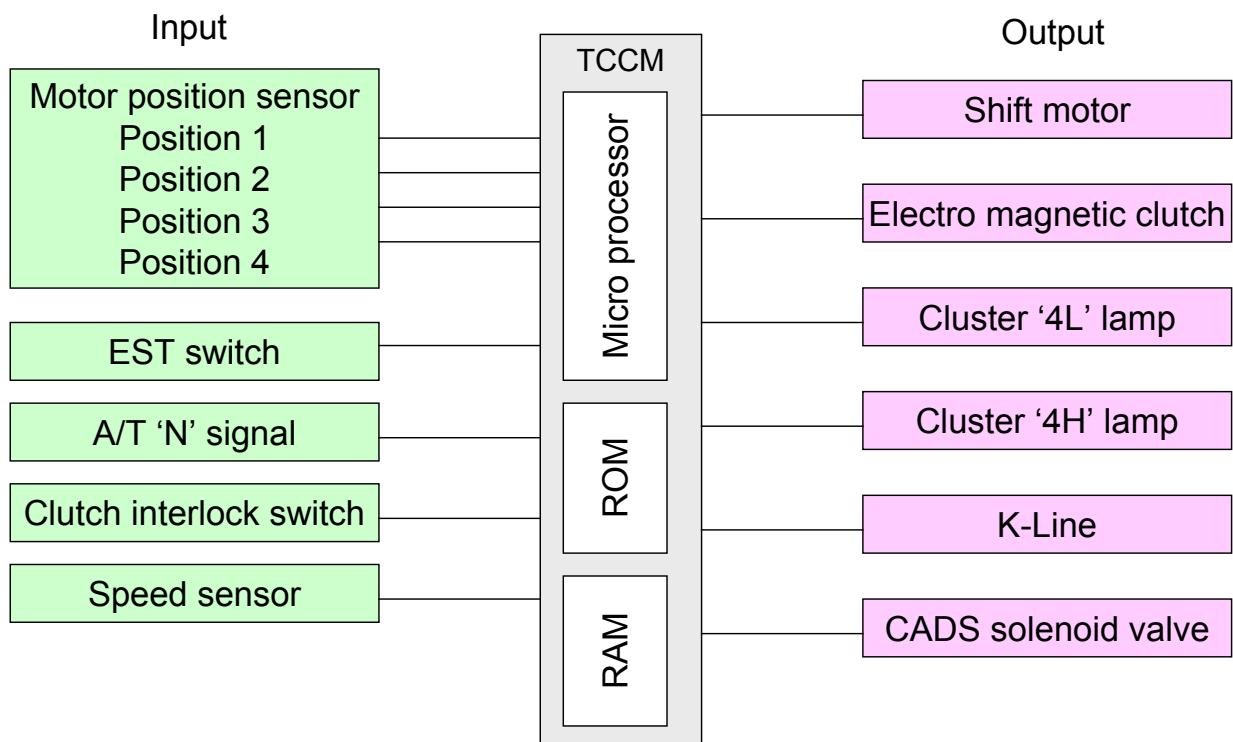 Input
Motor position sensor
Position 1
Position 2
Position 3
Position 4
EST switch
A/T ‘N’ signal
Clutch interlock switch
Speed sensor
TCCM
Micro processor
ROM
RAM
Output
Shift motor
Electro magnetic clutch
Cluster ‘4L’ lamp
Cluster ‘4H’ lamp
K-Line
CADS solenoid valve